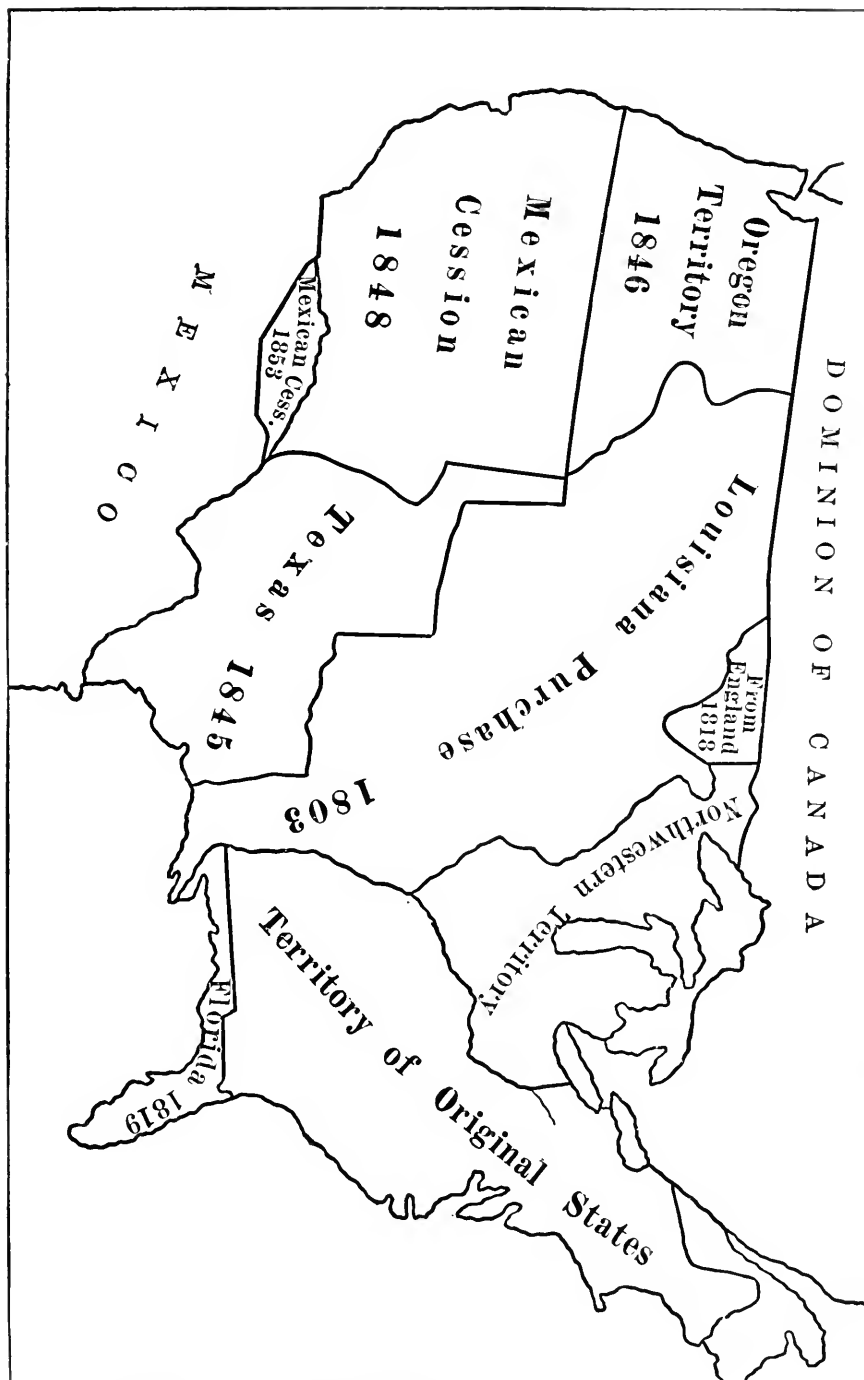 DOMINION OF CANADA
Oregon
Territory
1846
Mexican
Cession
1848
Mexican Cess.
1853
MEXICO
Texas 1845
Louisiana Purchase 1803
From
England
1818
Northwestern Territory
Territory of Original States
Florida 1819